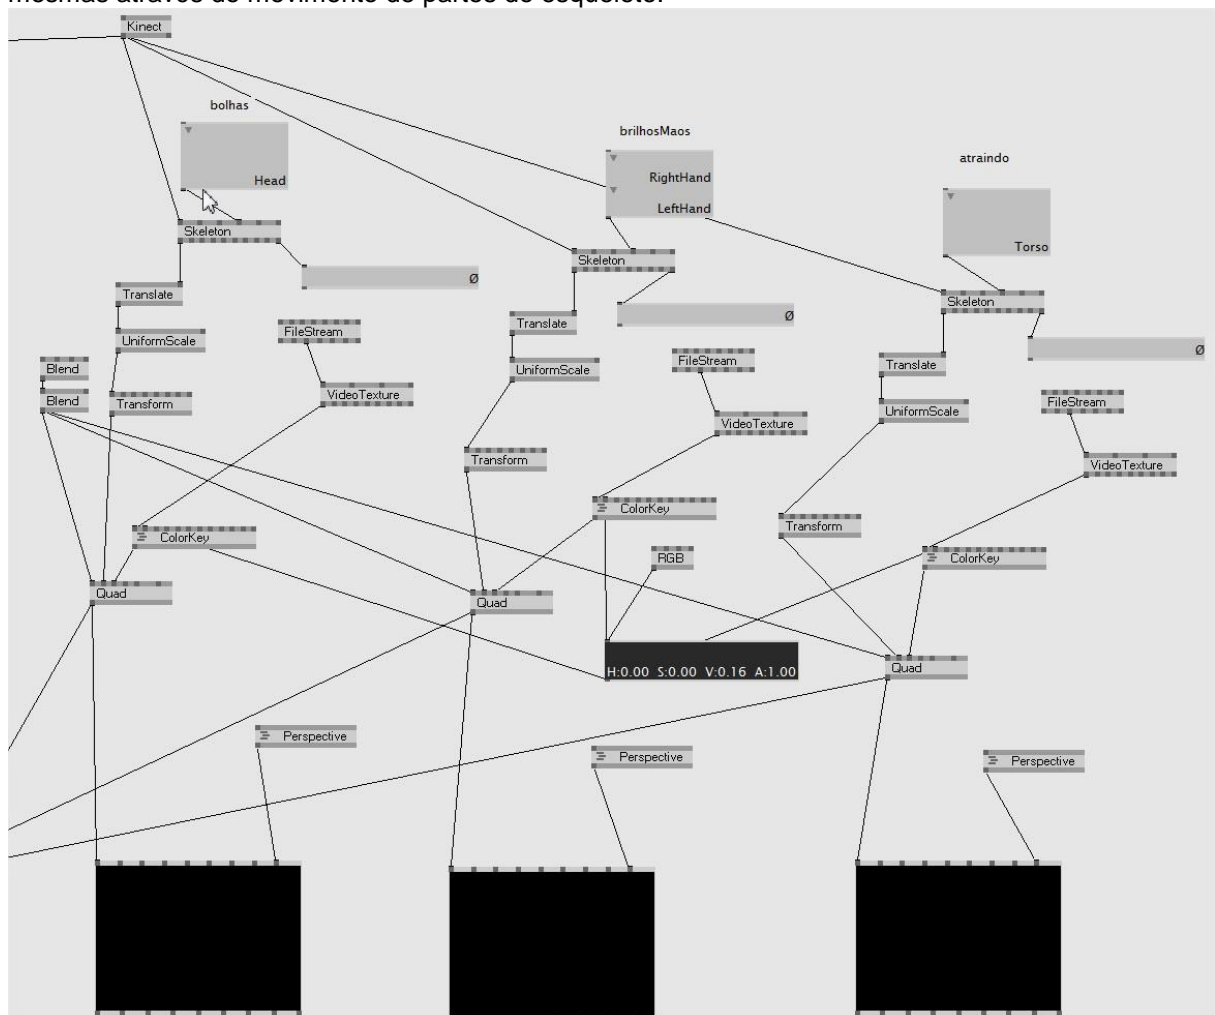 mesmas através do movimento de partes do esqueleto.
Kinect
bolhas
brilhosMaos
atraindo
Head
RightHand
LeftHand
Torso
Skeleton
Skeleton
Skeleton
Ø
Ø
Ø
Translate
Translate
Translate
UniformScale
FileStream
UniformScale
FileStream
UniformScale
FileStream
Blend
Blend
Transform
VideoTexture
Transform
VideoTexture
Transform
VideoTexture
ColorKey
ColorKey
ColorKey
RGB
Quad
Quad
Quad
H:0.00 S:0.00 V:0.16 A:1.00
Perspective
Perspective
Perspective